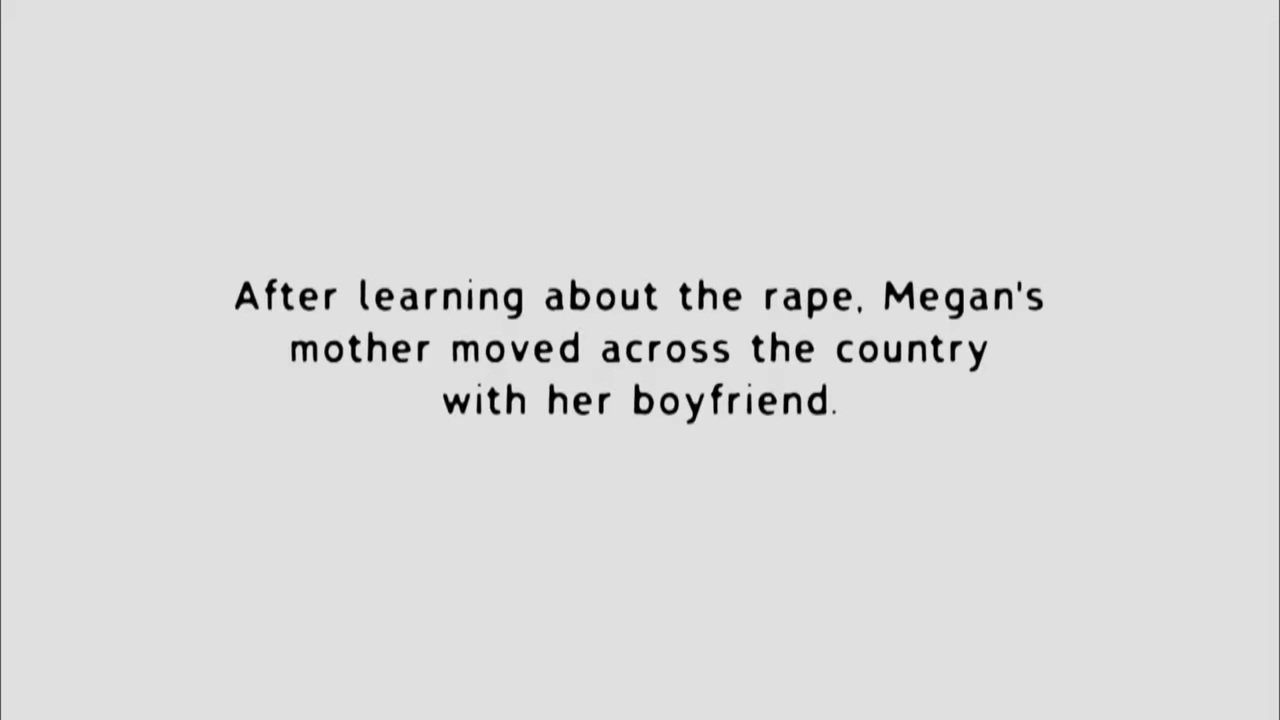 After learning about the rape, Megan's
mother moved across the country
with her boyfriend.